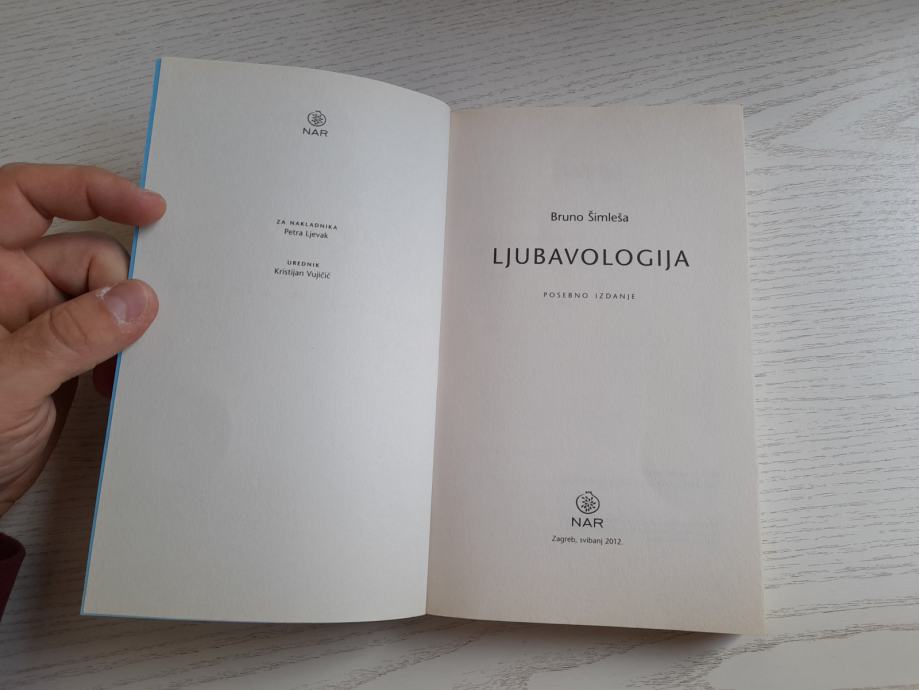 NAR
ZA NAKLADNIKA
Petra Ljevak
UREDNIK
Kristijan Vujičić
Bruno Šimleša
LJUBAVOLOGIJA
POSEBNO IZDANJE
NAR
Zagreb, svibanj 2012.